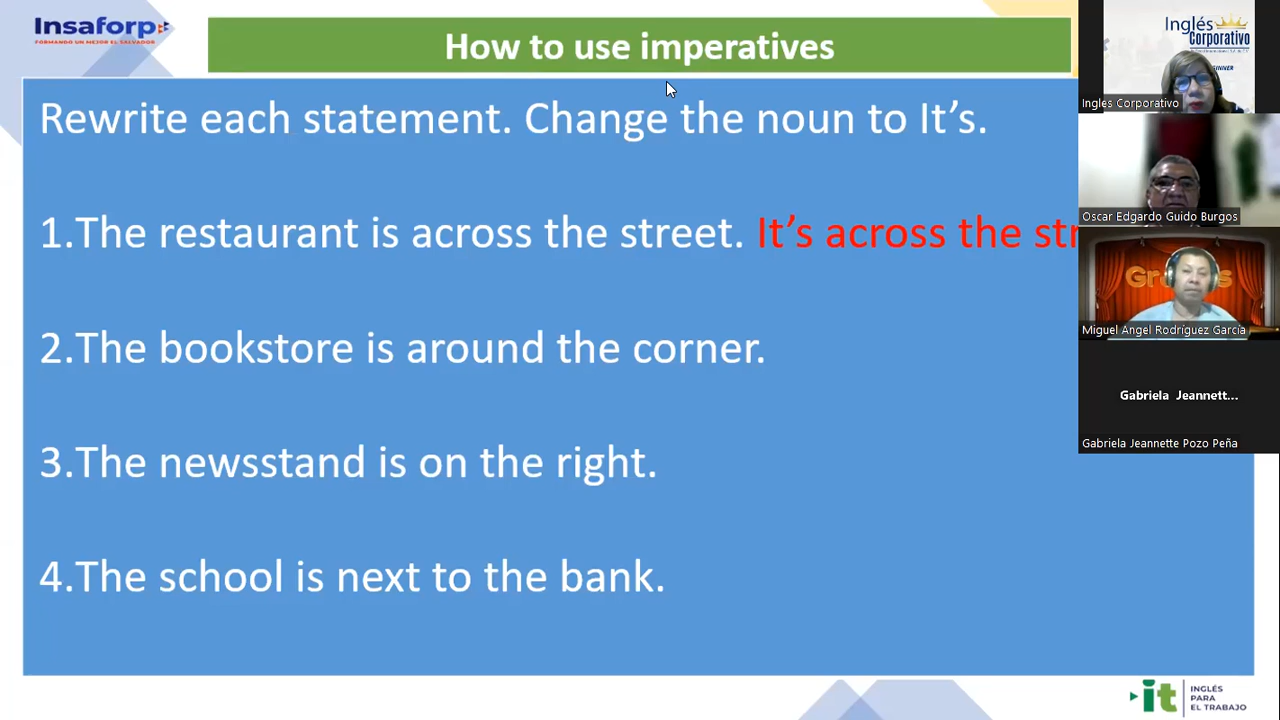 Insaforp
FORMANDO UN MEJOR EL SALVADOR
How to use imperatives
Rewrite each statement. Change the noun to It's.
1.The restaurant is across the street. It's across the str
2.The bookstore is around the corner.
3.The newsstand is on the right.
4.The school is next to the bank.
Inglés
Corporativo
Inglés Corporativo
Oscar Edgardo Guido Burgos
Miguel Angel Rodríguez García
Gabriela Jeannett...
Gabriela Jeannette Pozo Peña
it
INGLÉS
PARA
EL TRABAJO